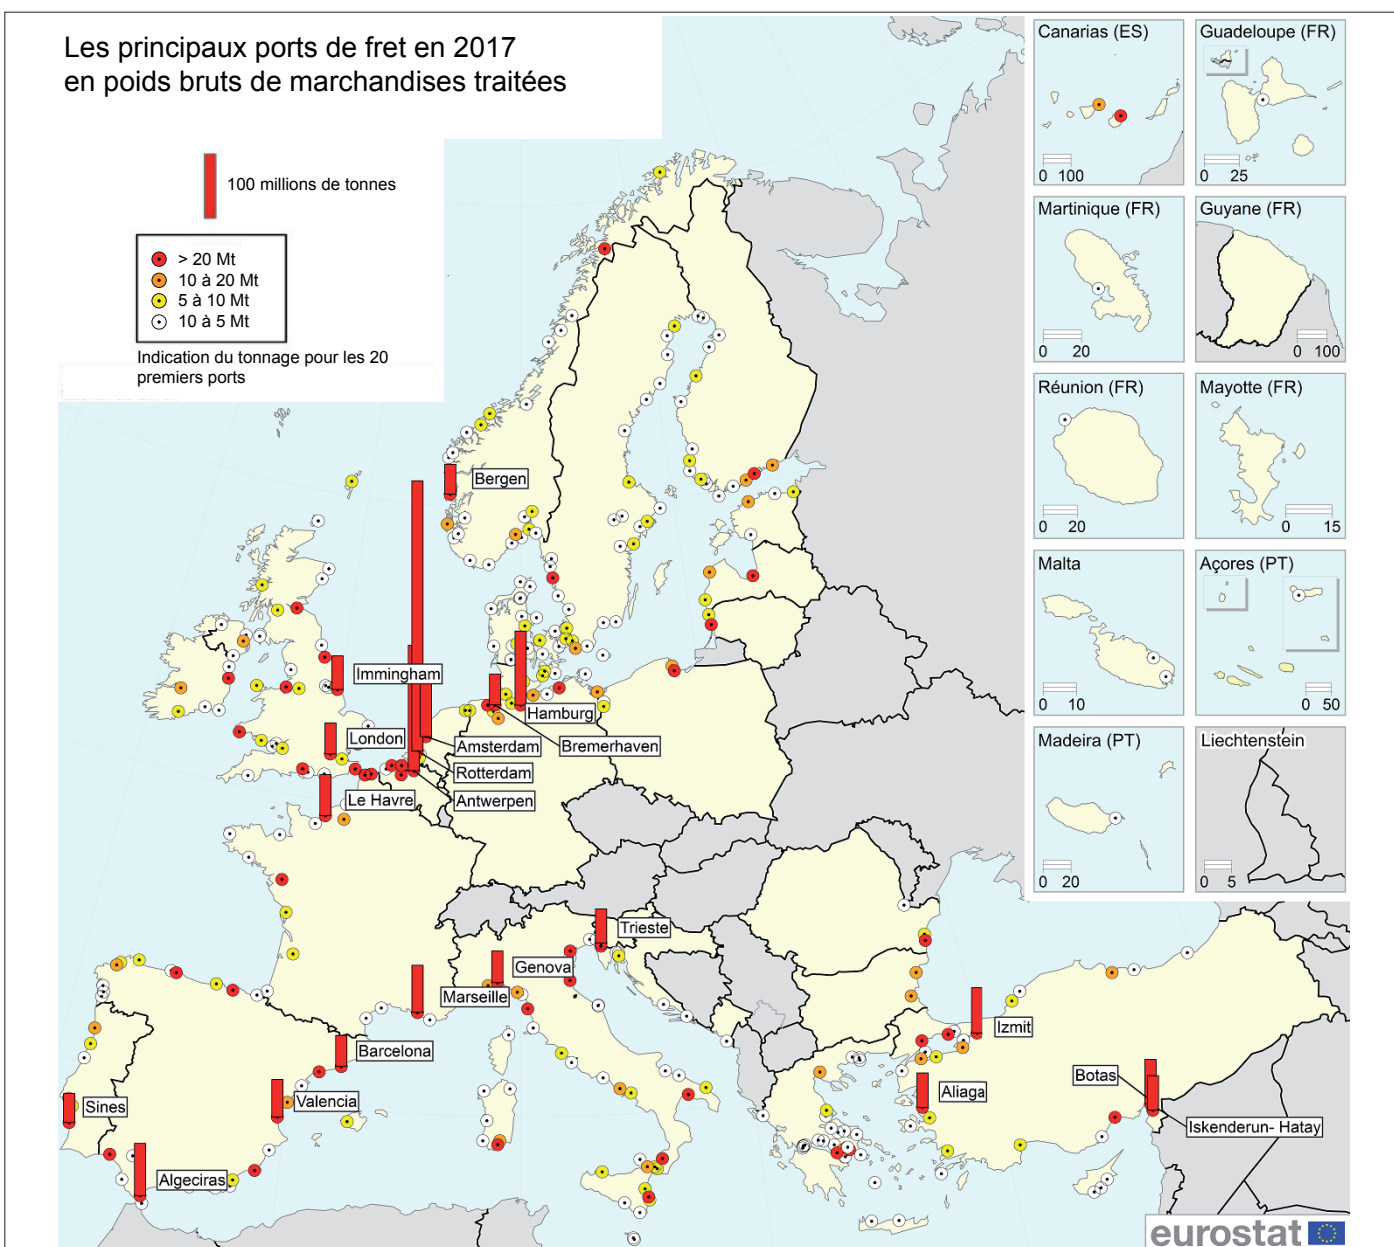 Les principaux ports de fret en 2017
en poids bruts de marchandises traitées
100 millions de tonnes
> 20 Mt
10 à 20 Mt
5 à 10 Mt
10 à 5 Mt
Indication du tonnage pour les 20
premiers ports
Canarias (ES)
0 100
Guadeloupe (FR)
0 25
Martinique (FR)
0 20
Guyane (FR)
0 100
Réunion (FR)
0 20
Mayotte (FR)
0 15
Malta
0 10
Açores (PT)
0 50
Madeira (PT)
0 20
Liechtenstein
0 5
Bergen
Immingham
Hamburg
London
Amsterdam
Bremerhaven
Rotterdam
Le Havre
Antwerpen
Trieste
Genova
Marseille
Izmit
Barcelona
Botas
Aliaga
Valencia
Sines
Iskenderun- Hatay
Algeciras
eurostat